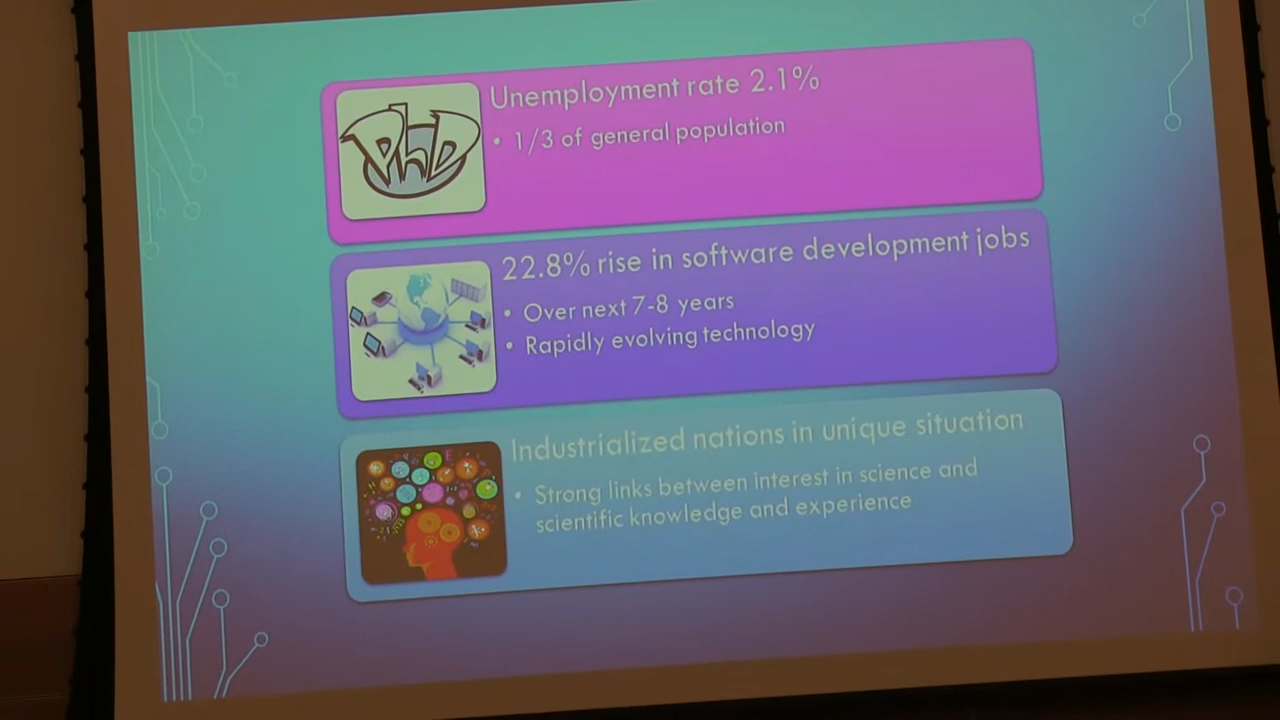 PhD
Unemployment rate 2.1%
• 1/3 of general population
22.8% rise in software development jobs
• Over next 7-8 years
• Rapidly evolving technology
Industrialized nations in unique situation
• Strong links between interest in science and
scientific knowledge and experience